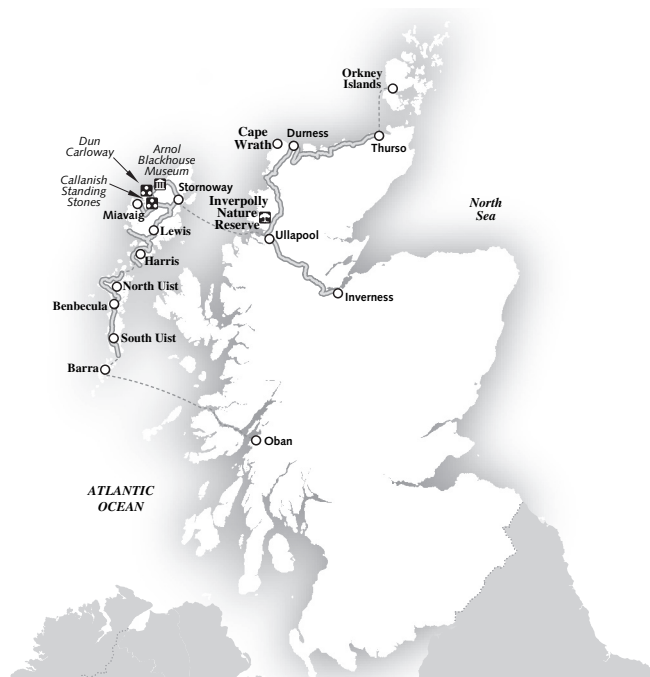 Orkney
Islands
Cape
Wrath
Durness
Thurso
Dun
Carloway
Arnol
Blackhouse
Museum
Callanish
Standing
Stones
Stornoway
Miavaig
Inverpolly
Nature
Reserve
North
Sea
Lewis
Ullapool
Harris
North Uist
Inverness
Benbecula
South Uist
Barra
Oban
ATLANTIC
OCEAN